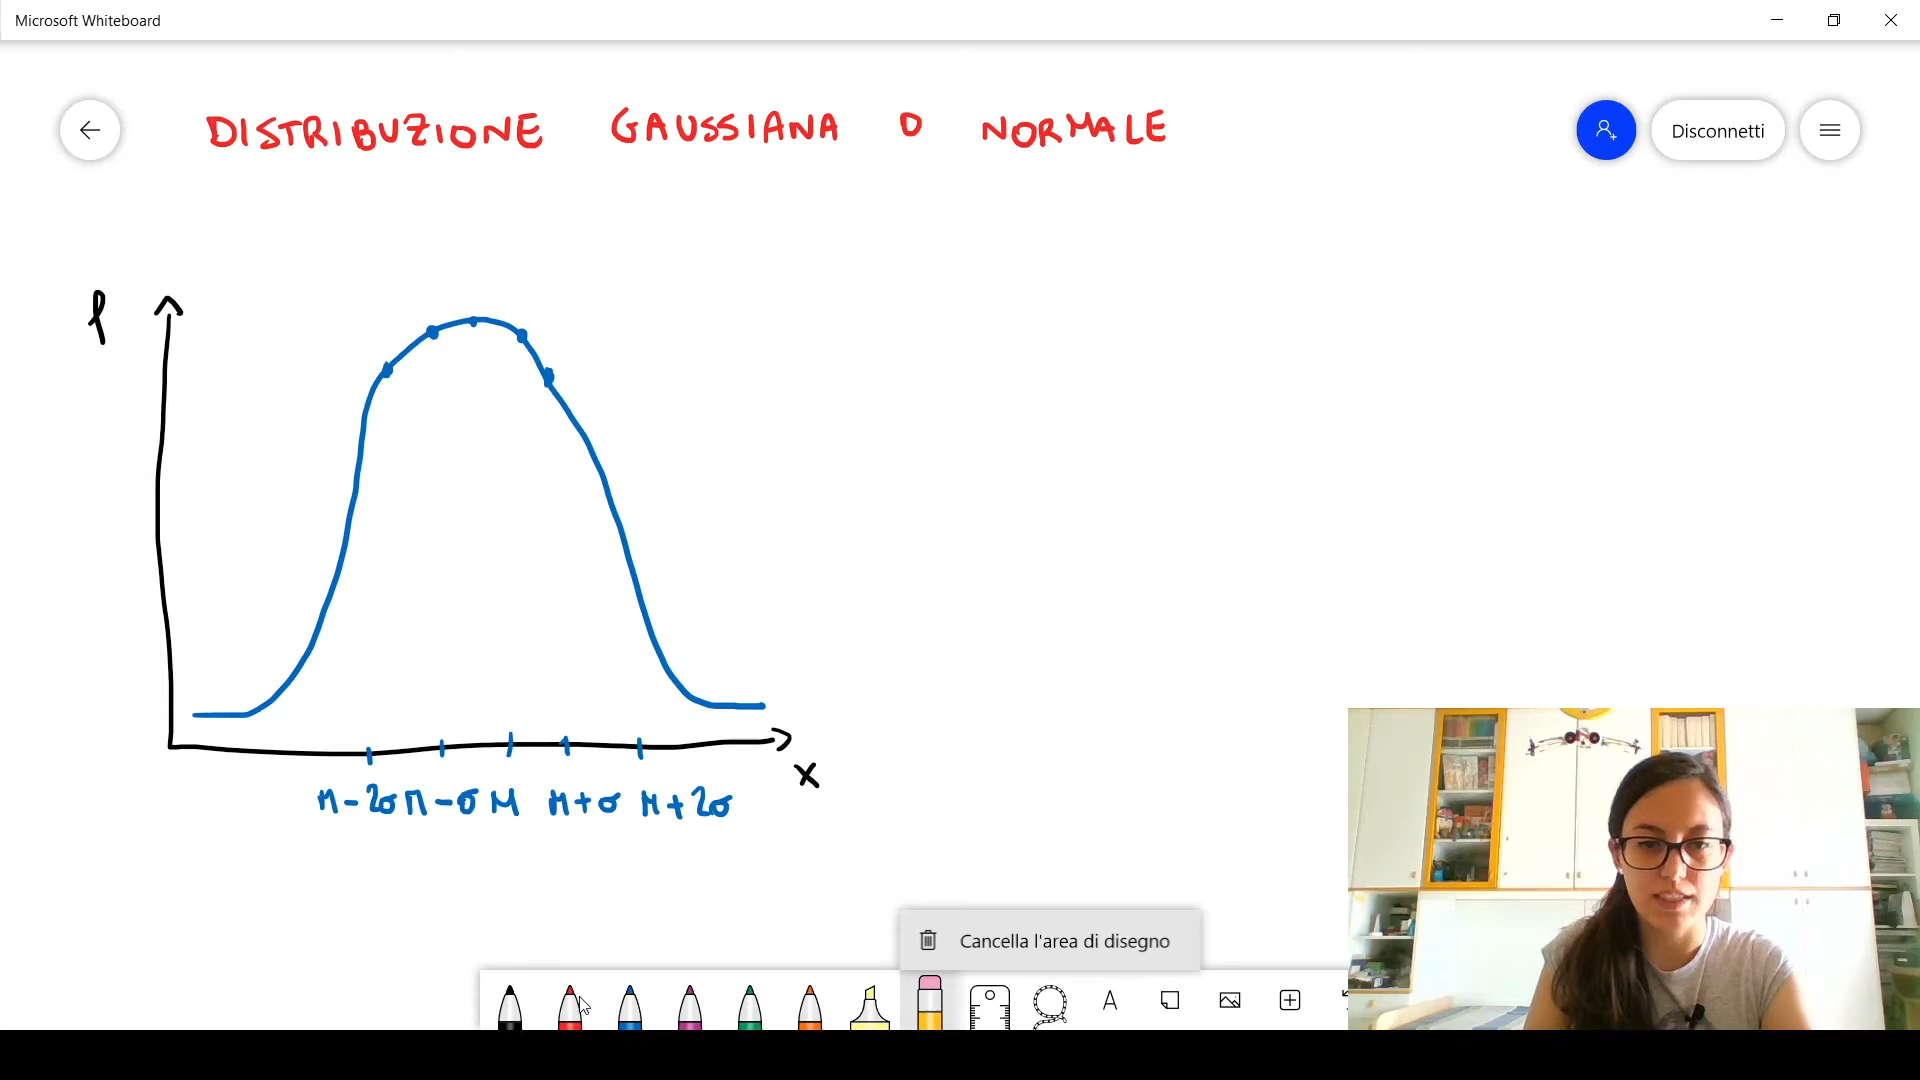 Microsoft Whiteboard
DISTRIBUZIONE GAUSSIANA O NORMALE
Disconnetti
f
x
M-2σ M-σ M M+σ M+2σ
Cancella l'area di disegno
A